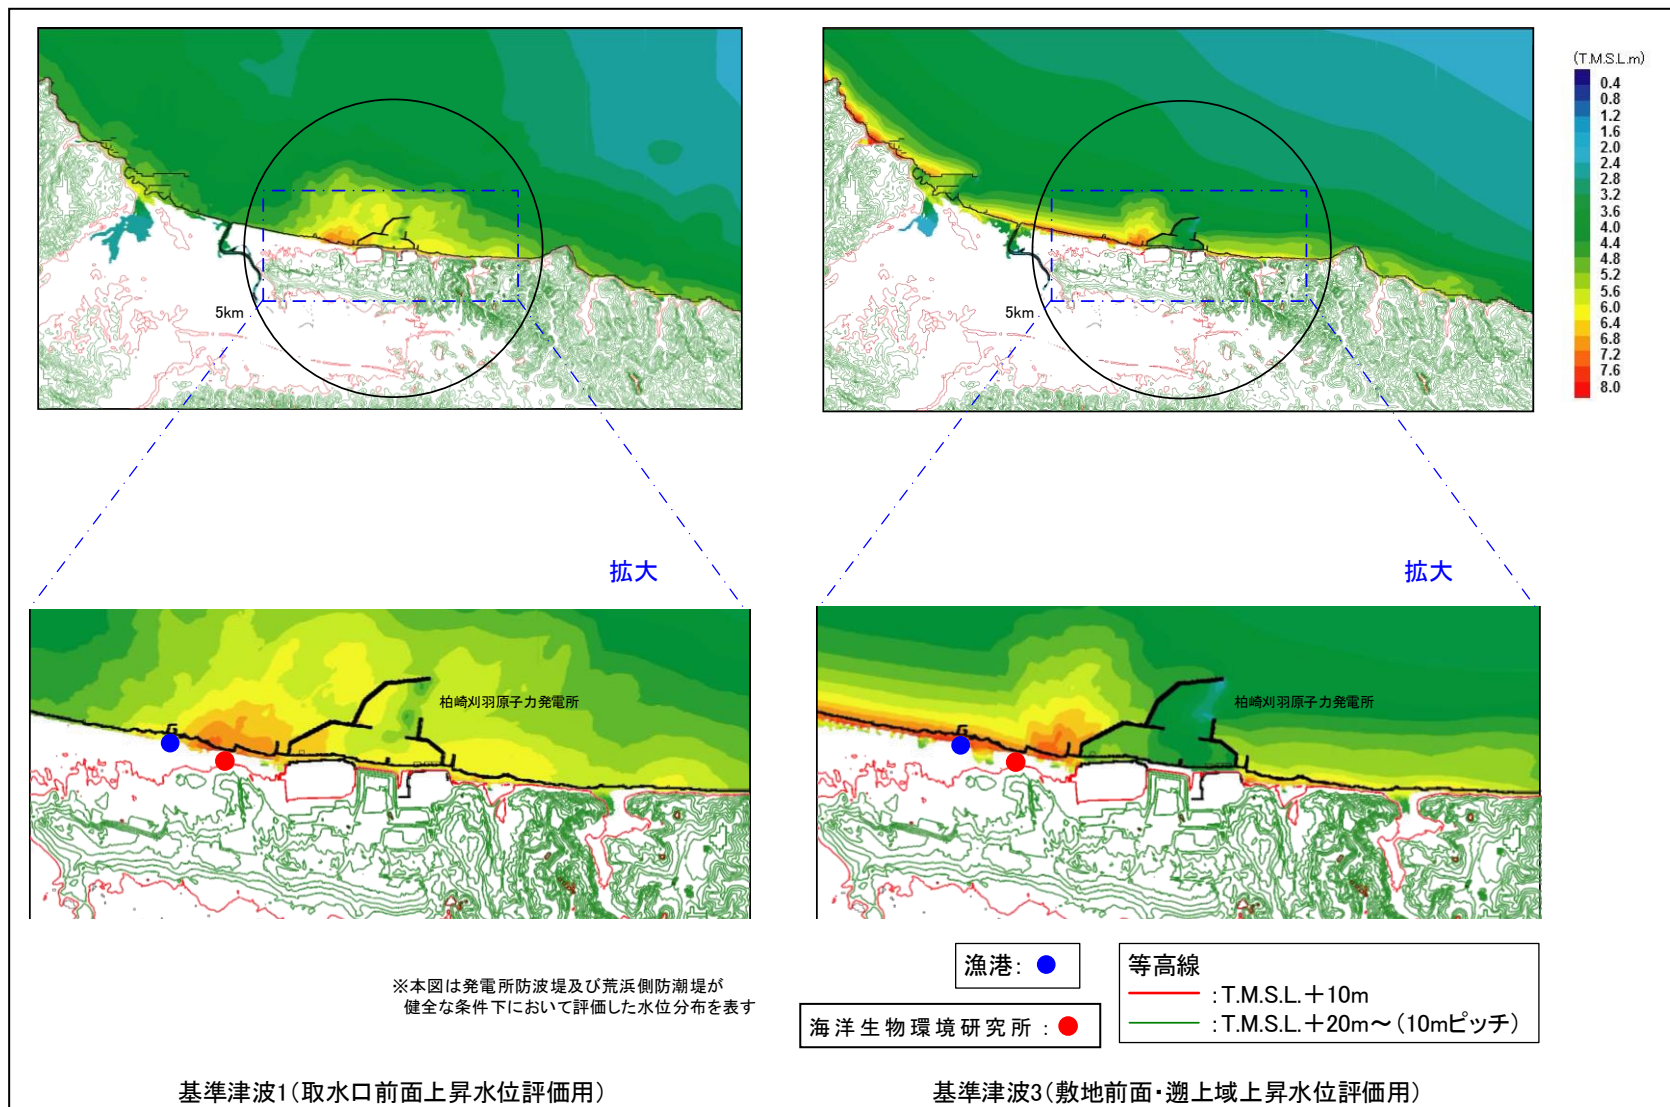 (T.M.S.L.m)
0.4
0.8
1.2
1.6
2.0
2.4
2.8
3.2
3.6
4.0
4.4
4.8
5.2
5.6
6.0
6.4
6.8
7.2
7.6
8.0
5km
5km
拡大
拡大
柏崎刈羽原子力発電所
柏崎刈羽原子力発電所
※本図は発電所防波堤及び荒浜側防潮堤が
健全な条件下において評価した水位分布を表す
漁港:
海洋生物環境研究所:
等高線
:T.M.S.L.+10m
:T.M.S.L.+20m～(10mピッチ)
基準津波1(取水口前面上昇水位評価用)
基準津波3(敷地前面・遡上域上昇水位評価用)